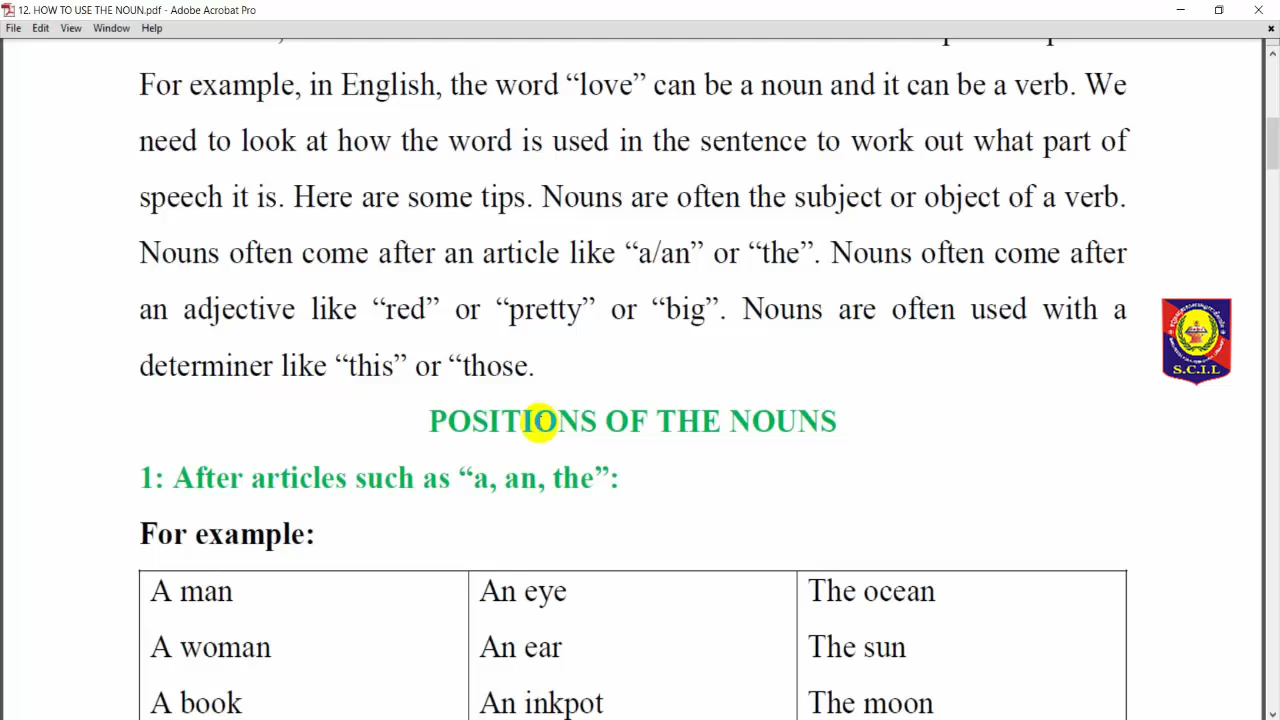 12. HOW TO USE THE NOUN.pdf - Adobe Acrobat Pro
File Edit View Window Help
For example, in English, the word “love” can be a noun and it can be a verb. We
need to look at how the word is used in the sentence to work out what part of
speech it is. Here are some tips. Nouns are often the subject or object of a verb.
Nouns often come after an article like “a/an” or “the”. Nouns often come after
an adjective like “red” or “pretty” or “big”. Nouns are often used with a
determiner like “this” or “those.
S.C.I.L
POSITIONS OF THE NOUNS
1: After articles such as “a, an, the”:
For example:
A man An eye The ocean
A woman An ear The sun
A book An inkpot The moon